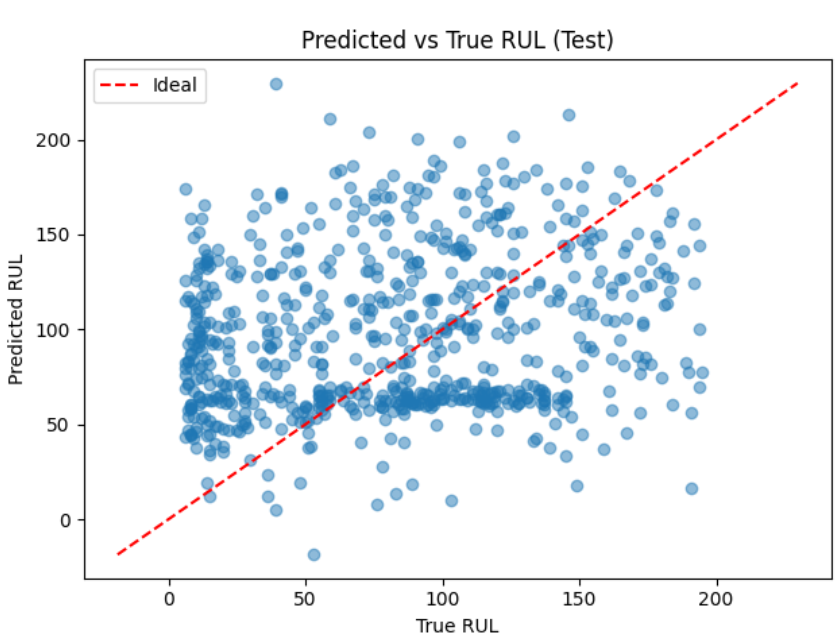 Predicted vs True RUL (Test)
Ideal
Predicted RUL
200
150
100
50
0
0 50 100 150 200
True RUL